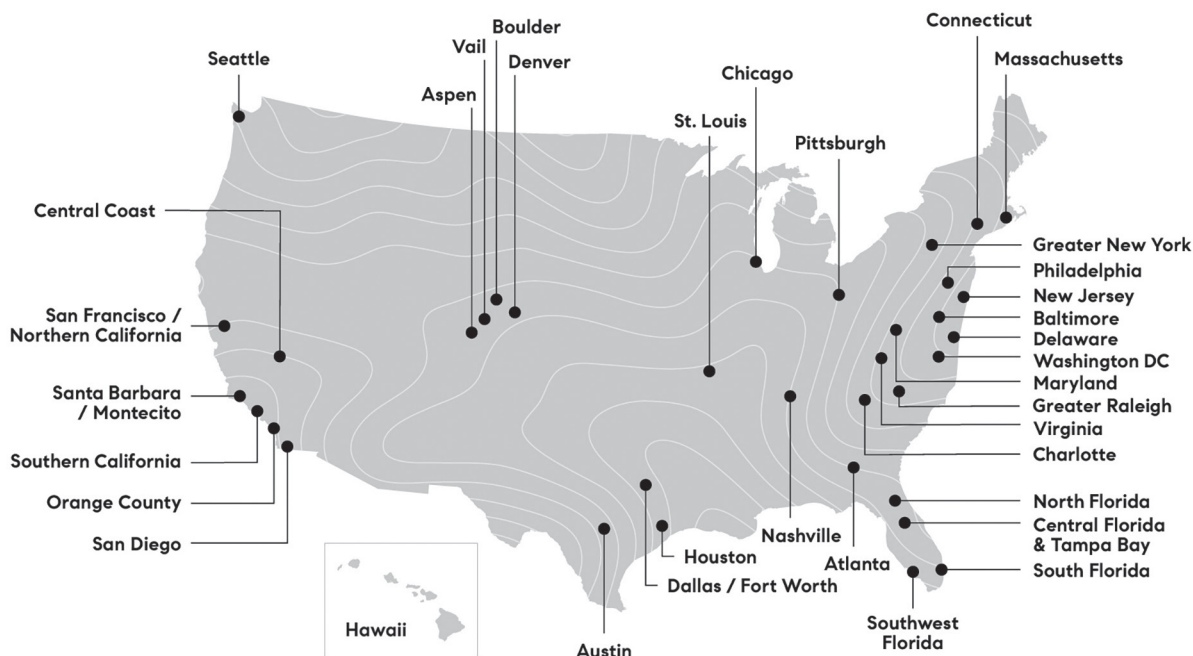 Connecticut
Boulder
Vail
Massachusetts
Seattle
Denver
Chicago
Aspen
St. Louis
Pittsburgh
Central Coast
Greater New York
Philadelphia
New Jersey
San Francisco /
Northern California
Baltimore
Delaware
Washington DC
Maryland
Santa Barbara
/ Montecito
Greater Raleigh
Virginia
Charlotte
Southern California
Orange County
North Florida
Central Florida
& Tampa Bay
San Diego
Nashville
Houston
Atlanta
South Florida
Dallas / Fort Worth
Southwest
Florida
Hawaii
Austin